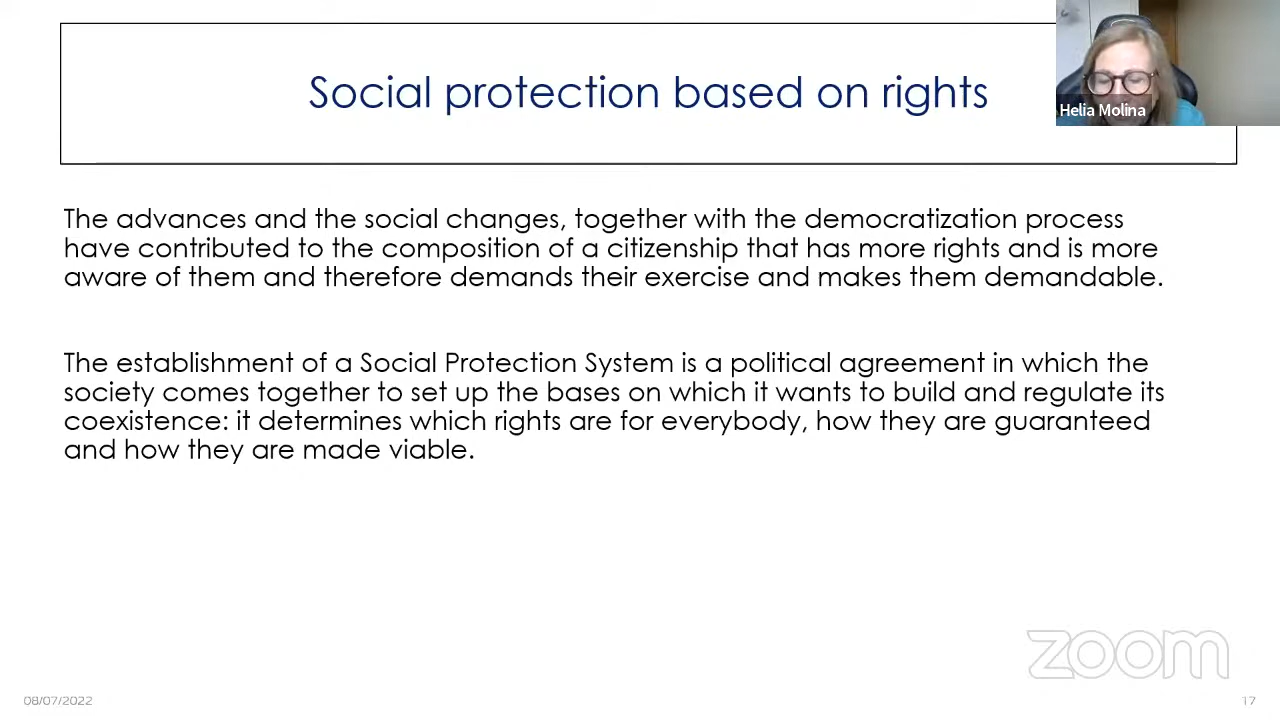 Social protection based on rights
Helia Molina
The advances and the social changes, together with the democratization process
have contributed to the composition of a citizenship that has more rights and is more
aware of them and therefore demands their exercise and makes them demandable.
The establishment of a Social Protection System is a political agreement in which the
society comes together to set up the bases on which it wants to build and regulate its
coexistence: it determines which rights are for everybody, how they are guaranteed
and how they are made viable.
zoom
08/07/2022
17